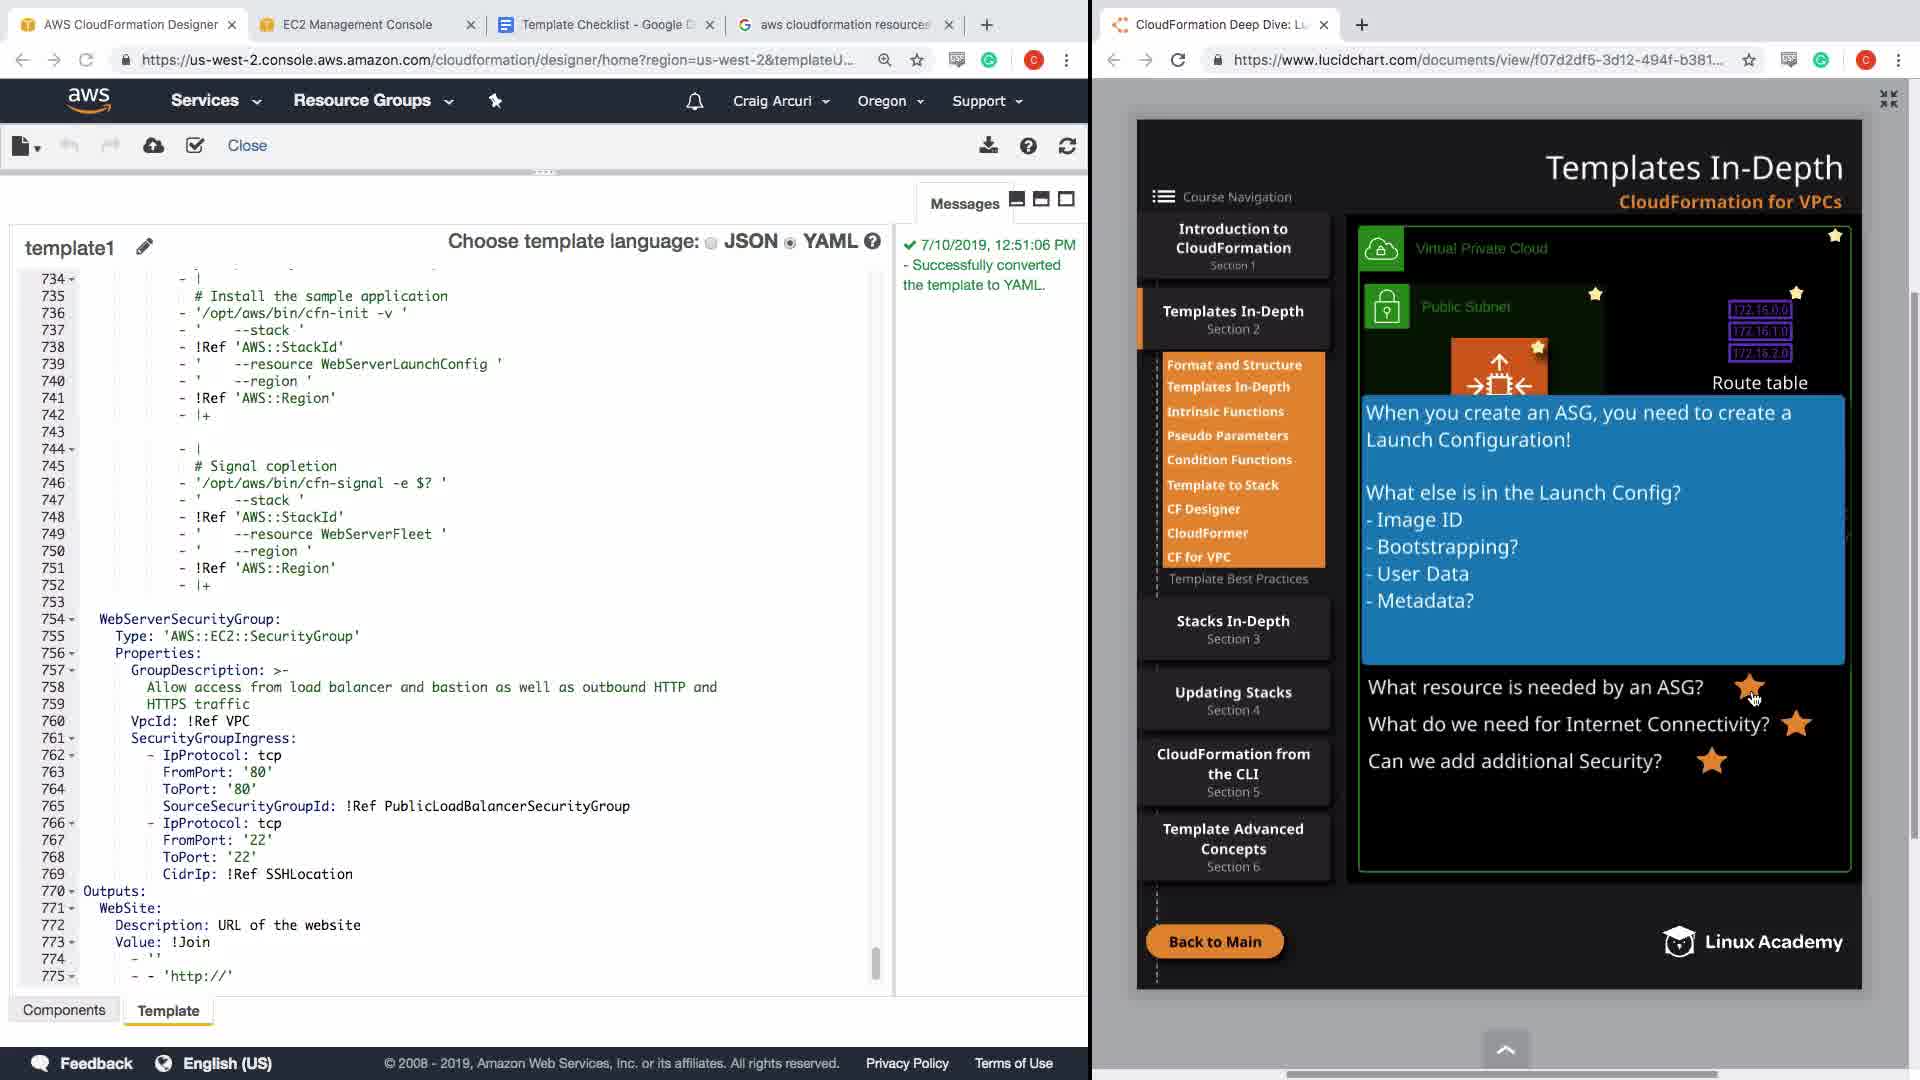 AWS CloudFormation Designer
EC2 Management Console
Template Checklist - Google D
aws cloudformation resources
CloudFormation Deep Dive: Lu
https://us-west-2.console.aws.amazon.com/cloudformation/designer/home?region=us-west-2&templateU...
C
https://www.lucidchart.com/documents/view/f07d2df5-3d12-494f-b381...
C
aws
Services
Resource Groups
Craig Arcuri
Oregon
Support
Close
Messages
template1
Choose template language: JSON YAML
7/10/2019, 12:51:06 PM
- Successfully converted
the template to YAML.
734 - |
735 # Install the sample application
736 - '/opt/aws/bin/cfn-init -v '
737 - ' --stack '
738 - !Ref 'AWS::StackId'
739 - ' --resource WebServerLaunchConfig '
740 - ' --region '
741 - !Ref 'AWS::Region'
742 - |+
743
744 - |
745 # Signal copletion
746 - '/opt/aws/bin/cfn-signal -e $? '
747 - ' --stack '
748 - !Ref 'AWS::StackId'
749 - ' --resource WebServerFleet '
750 - ' --region '
751 - !Ref 'AWS::Region'
752 - |+
753
754 WebServerSecurityGroup:
755 Type: 'AWS::EC2::SecurityGroup'
756 Properties:
757 GroupDescription: >-
758 Allow access from load balancer and bastion as well as outbound HTTP and
759 HTTPS traffic
760 VpcId: !Ref VPC
761 SecurityGroupIngress:
762 - IpProtocol: tcp
763 FromPort: '80'
764 ToPort: '80'
765 SourceSecurityGroupId: !Ref PublicLoadBalancerSecurityGroup
766 - IpProtocol: tcp
767 FromPort: '22'
768 ToPort: '22'
769 CidrIp: !Ref SSHLocation
770 Outputs:
771 WebSite:
772 Description: URL of the website
773 Value: !Join
774 - ''
775 - - 'http://'
Components
Template
Feedback
English (US)
© 2008 - 2019, Amazon Web Services, Inc. or its affiliates. All rights reserved.
Privacy Policy
Terms of Use
Templates In-Depth
CloudFormation for VPCs
Course Navigation
Introduction to
CloudFormation
Section 1
Templates In-Depth
Section 2
Format and Structure
Templates In-Depth
Intrinsic Functions
Pseudo Parameters
Condition Functions
Template to Stack
CF Designer
CloudFormer
CF for VPC
Template Best Practices
Stacks In-Depth
Section 3
Updating Stacks
Section 4
CloudFormation from
the CLI
Section 5
Template Advanced
Concepts
Section 6
Back to Main
Virtual Private Cloud
Public Subnet
172.16.0.0
172.16.1.0
172.16.2.0
Route table
When you create an ASG, you need to create a
Launch Configuration!
What else is in the Launch Config?
- Image ID
- Bootstrapping?
- User Data
- Metadata?
What resource is needed by an ASG?
What do we need for Internet Connectivity?
Can we add additional Security?
Linux Academy